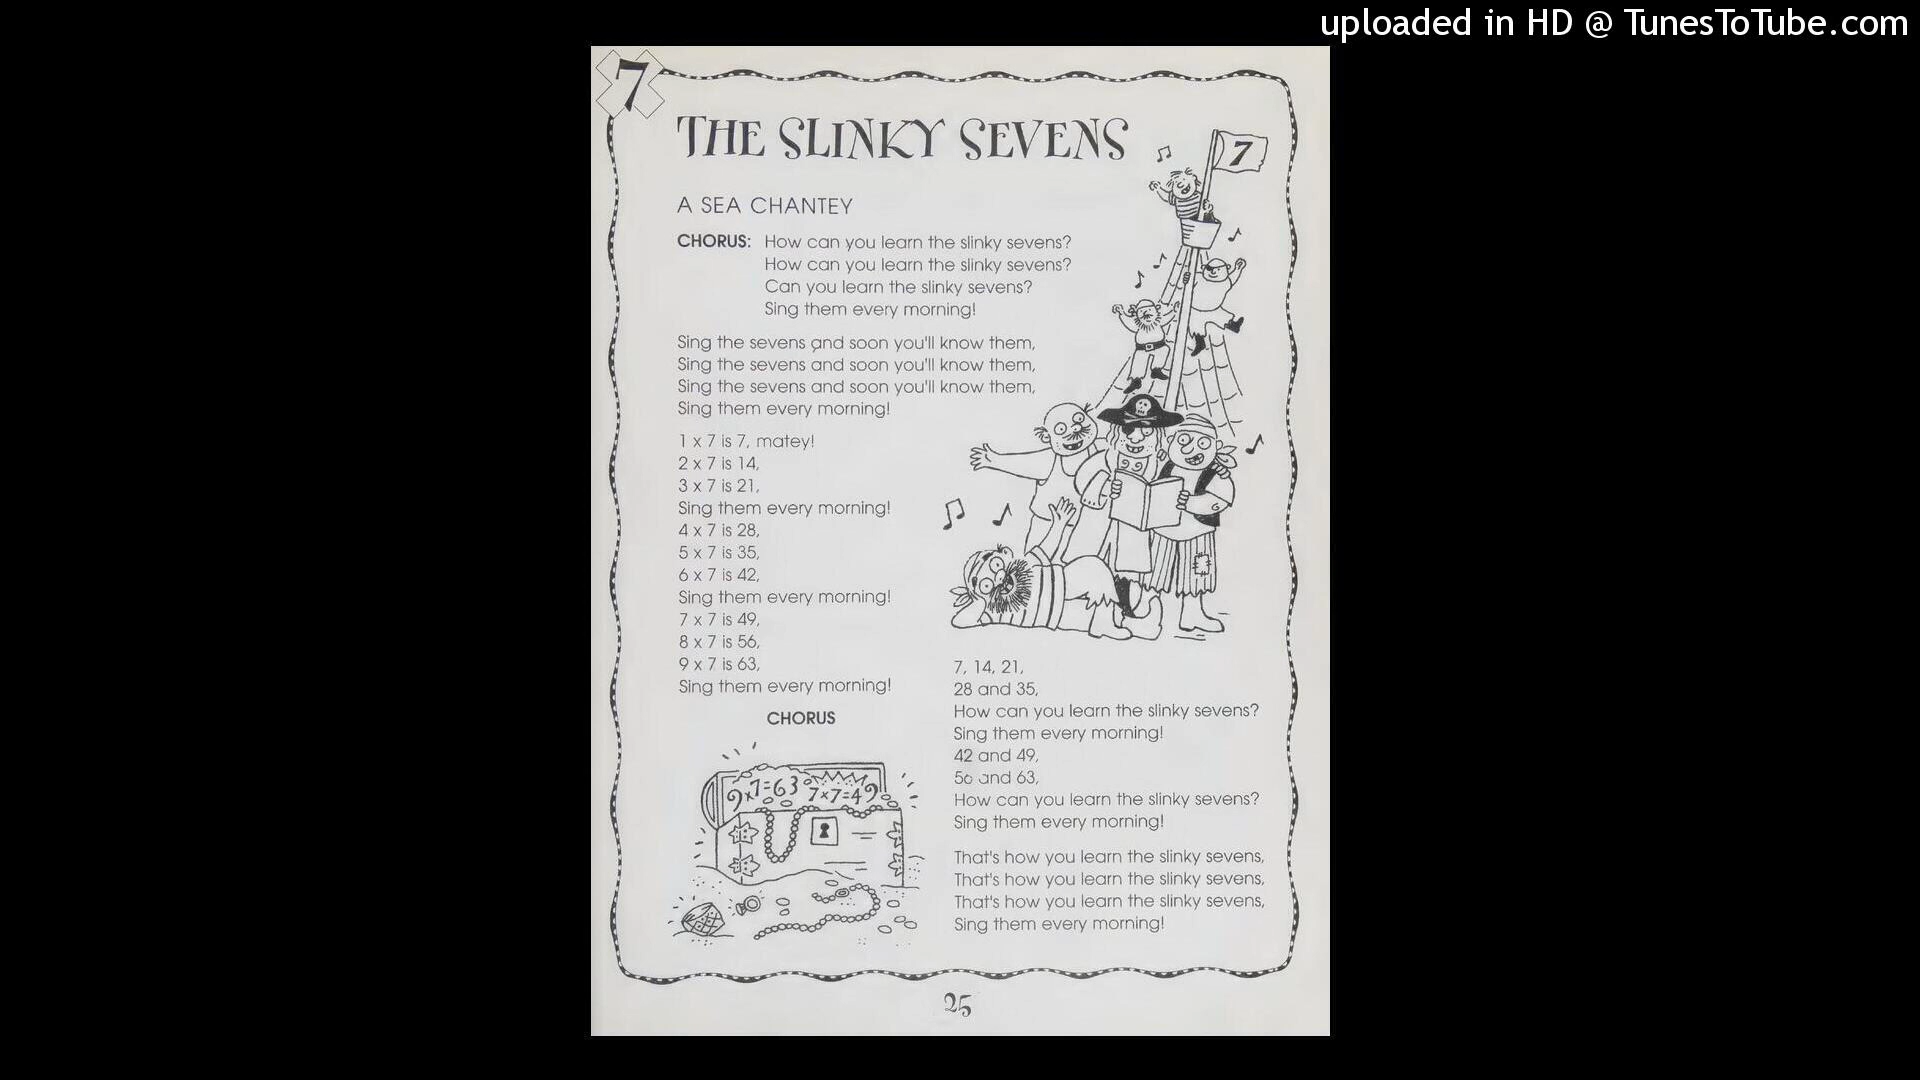 uploaded in HD @ TunesToTube.com
7
THE SLINKY SEVENS
7
A SEA CHANTEY
CHORUS: How can you learn the slinky sevens?
How can you learn the slinky sevens?
Can you learn the slinky sevens?
Sing them every morning!
Sing the sevens and soon you'll know them,
Sing the sevens and soon you'll know them,
Sing the sevens and soon you'll know them,
Sing them every morning!
1 x 7 is 7, matey!
2 x 7 is 14,
3 x 7 is 21,
Sing them every morning!
4 x 7 is 28,
5 x 7 is 35,
6 x 7 is 42,
Sing them every morning!
7 x 7 is 49,
8 x 7 is 56,
9 x 7 is 63,
Sing them every morning!
CHORUS
9x7=63 7x7=49
7, 14, 21,
28 and 35,
How can you learn the slinky sevens?
Sing them every morning!
42 and 49,
56 and 63,
How can you learn the slinky sevens?
Sing them every morning!
That's how you learn the slinky sevens,
That's how you learn the slinky sevens,
That's how you learn the slinky sevens,
Sing them every morning!
25